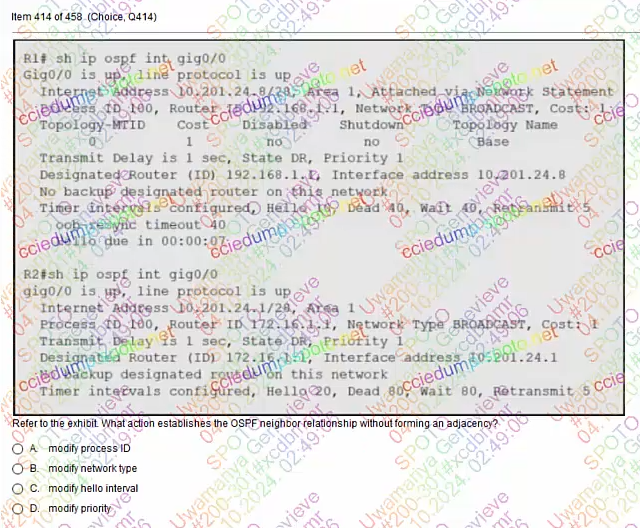 Item 414 of 458 (Choice, Q414)
R1# sh ip ospf int gig0/0
Gig0/0 is up, line protocol is up
Internet Address 10.201.24.8/28, Area 1, Attached via Network Statement
Process ID 100, Router ID 192.168.1.1, Network Type BROADCAST, Cost: 1
Topology-MTID Cost Disabled Shutdown Topology Name
0 1 no no Base
Transmit Delay is 1 sec, State DR, Priority 1
Designated Router (ID) 192.168.1.1, Interface address 10.201.24.8
No backup designated router on this network
Timer intervals configured, Hello 10, Dead 40, Wait 40, Retransmit 5
oob-resync timeout 40
Hello due in 00:00:07
R2#sh ip ospf int gig0/0
gig0/0 is up, line protocol is up
Internet Address 10.201.24.1/28, Area 1
Process ID 100, Router ID 172.16.1.1, Network Type BROADCAST, Cost: 1
Transmit Delay is 1 sec, State DR, Priority 1
Designated Router (ID) 172.16.1.1, Interface address 10.201.24.1
No backup designated router on this network
Timer intervals configured, Hello 20, Dead 80, Wait 80, Retransmit 5
Refer to the exhibit. What action establishes the OSPF neighbor relationship without forming an adjacency?
A. modify process ID
B. modify network type
C. modify hello interval
D. modify priority